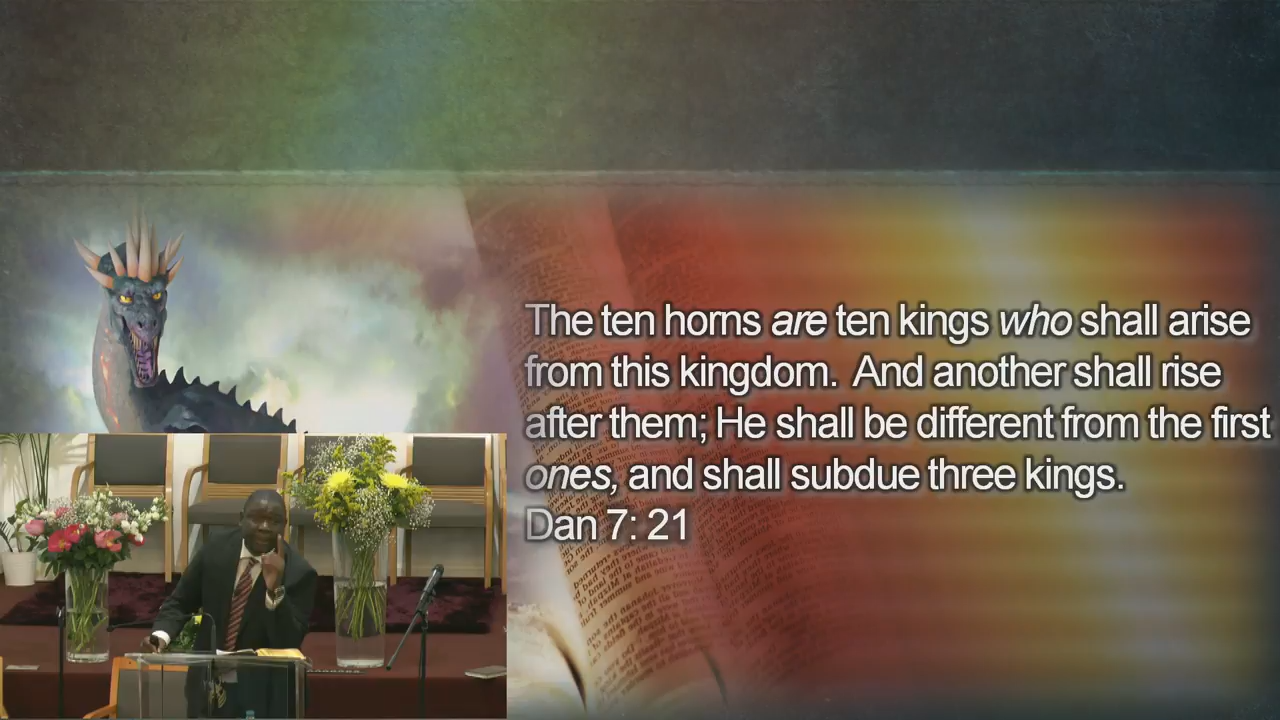 The ten horns are ten kings who shall arise
from this kingdom.  And another shall rise
after them; He shall be different from the first
ones, and shall subdue three kings.
Dan 7: 21